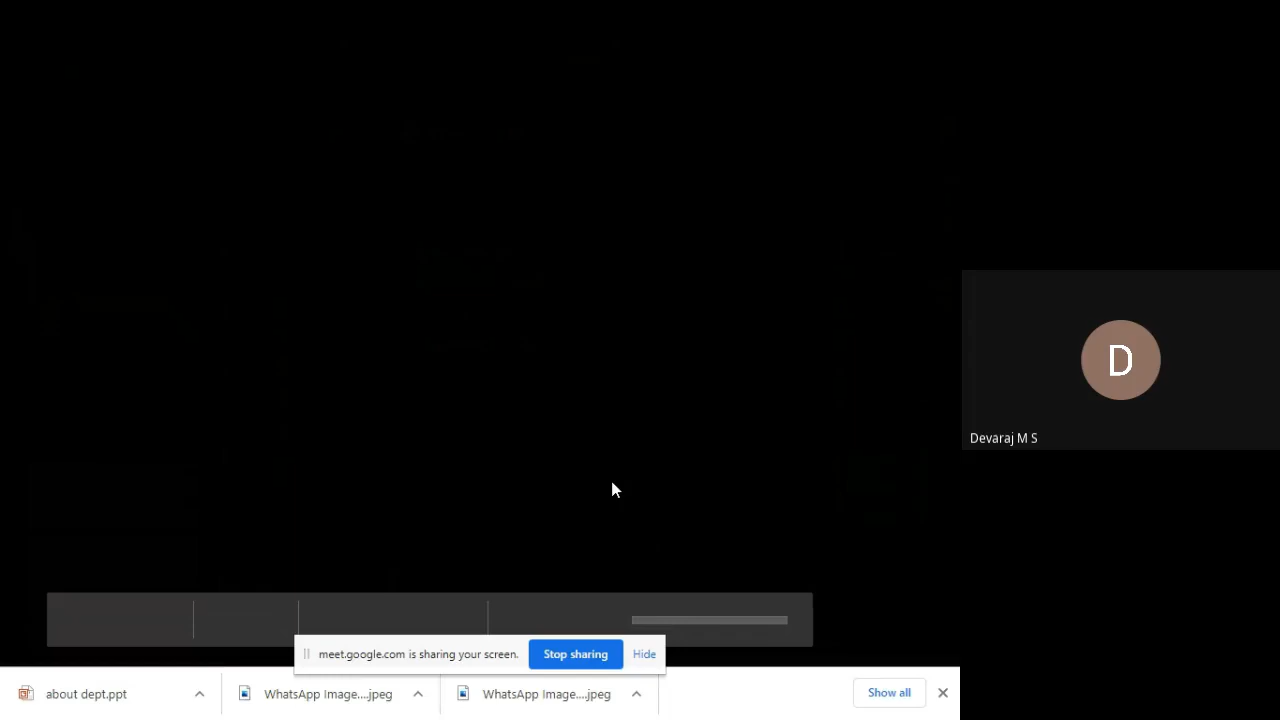 D
Devaraj M S
meet.google.com is sharing your screen.
Stop sharing
Hide
about dept.ppt
WhatsApp Image....jpeg
WhatsApp Image....jpeg
Show all